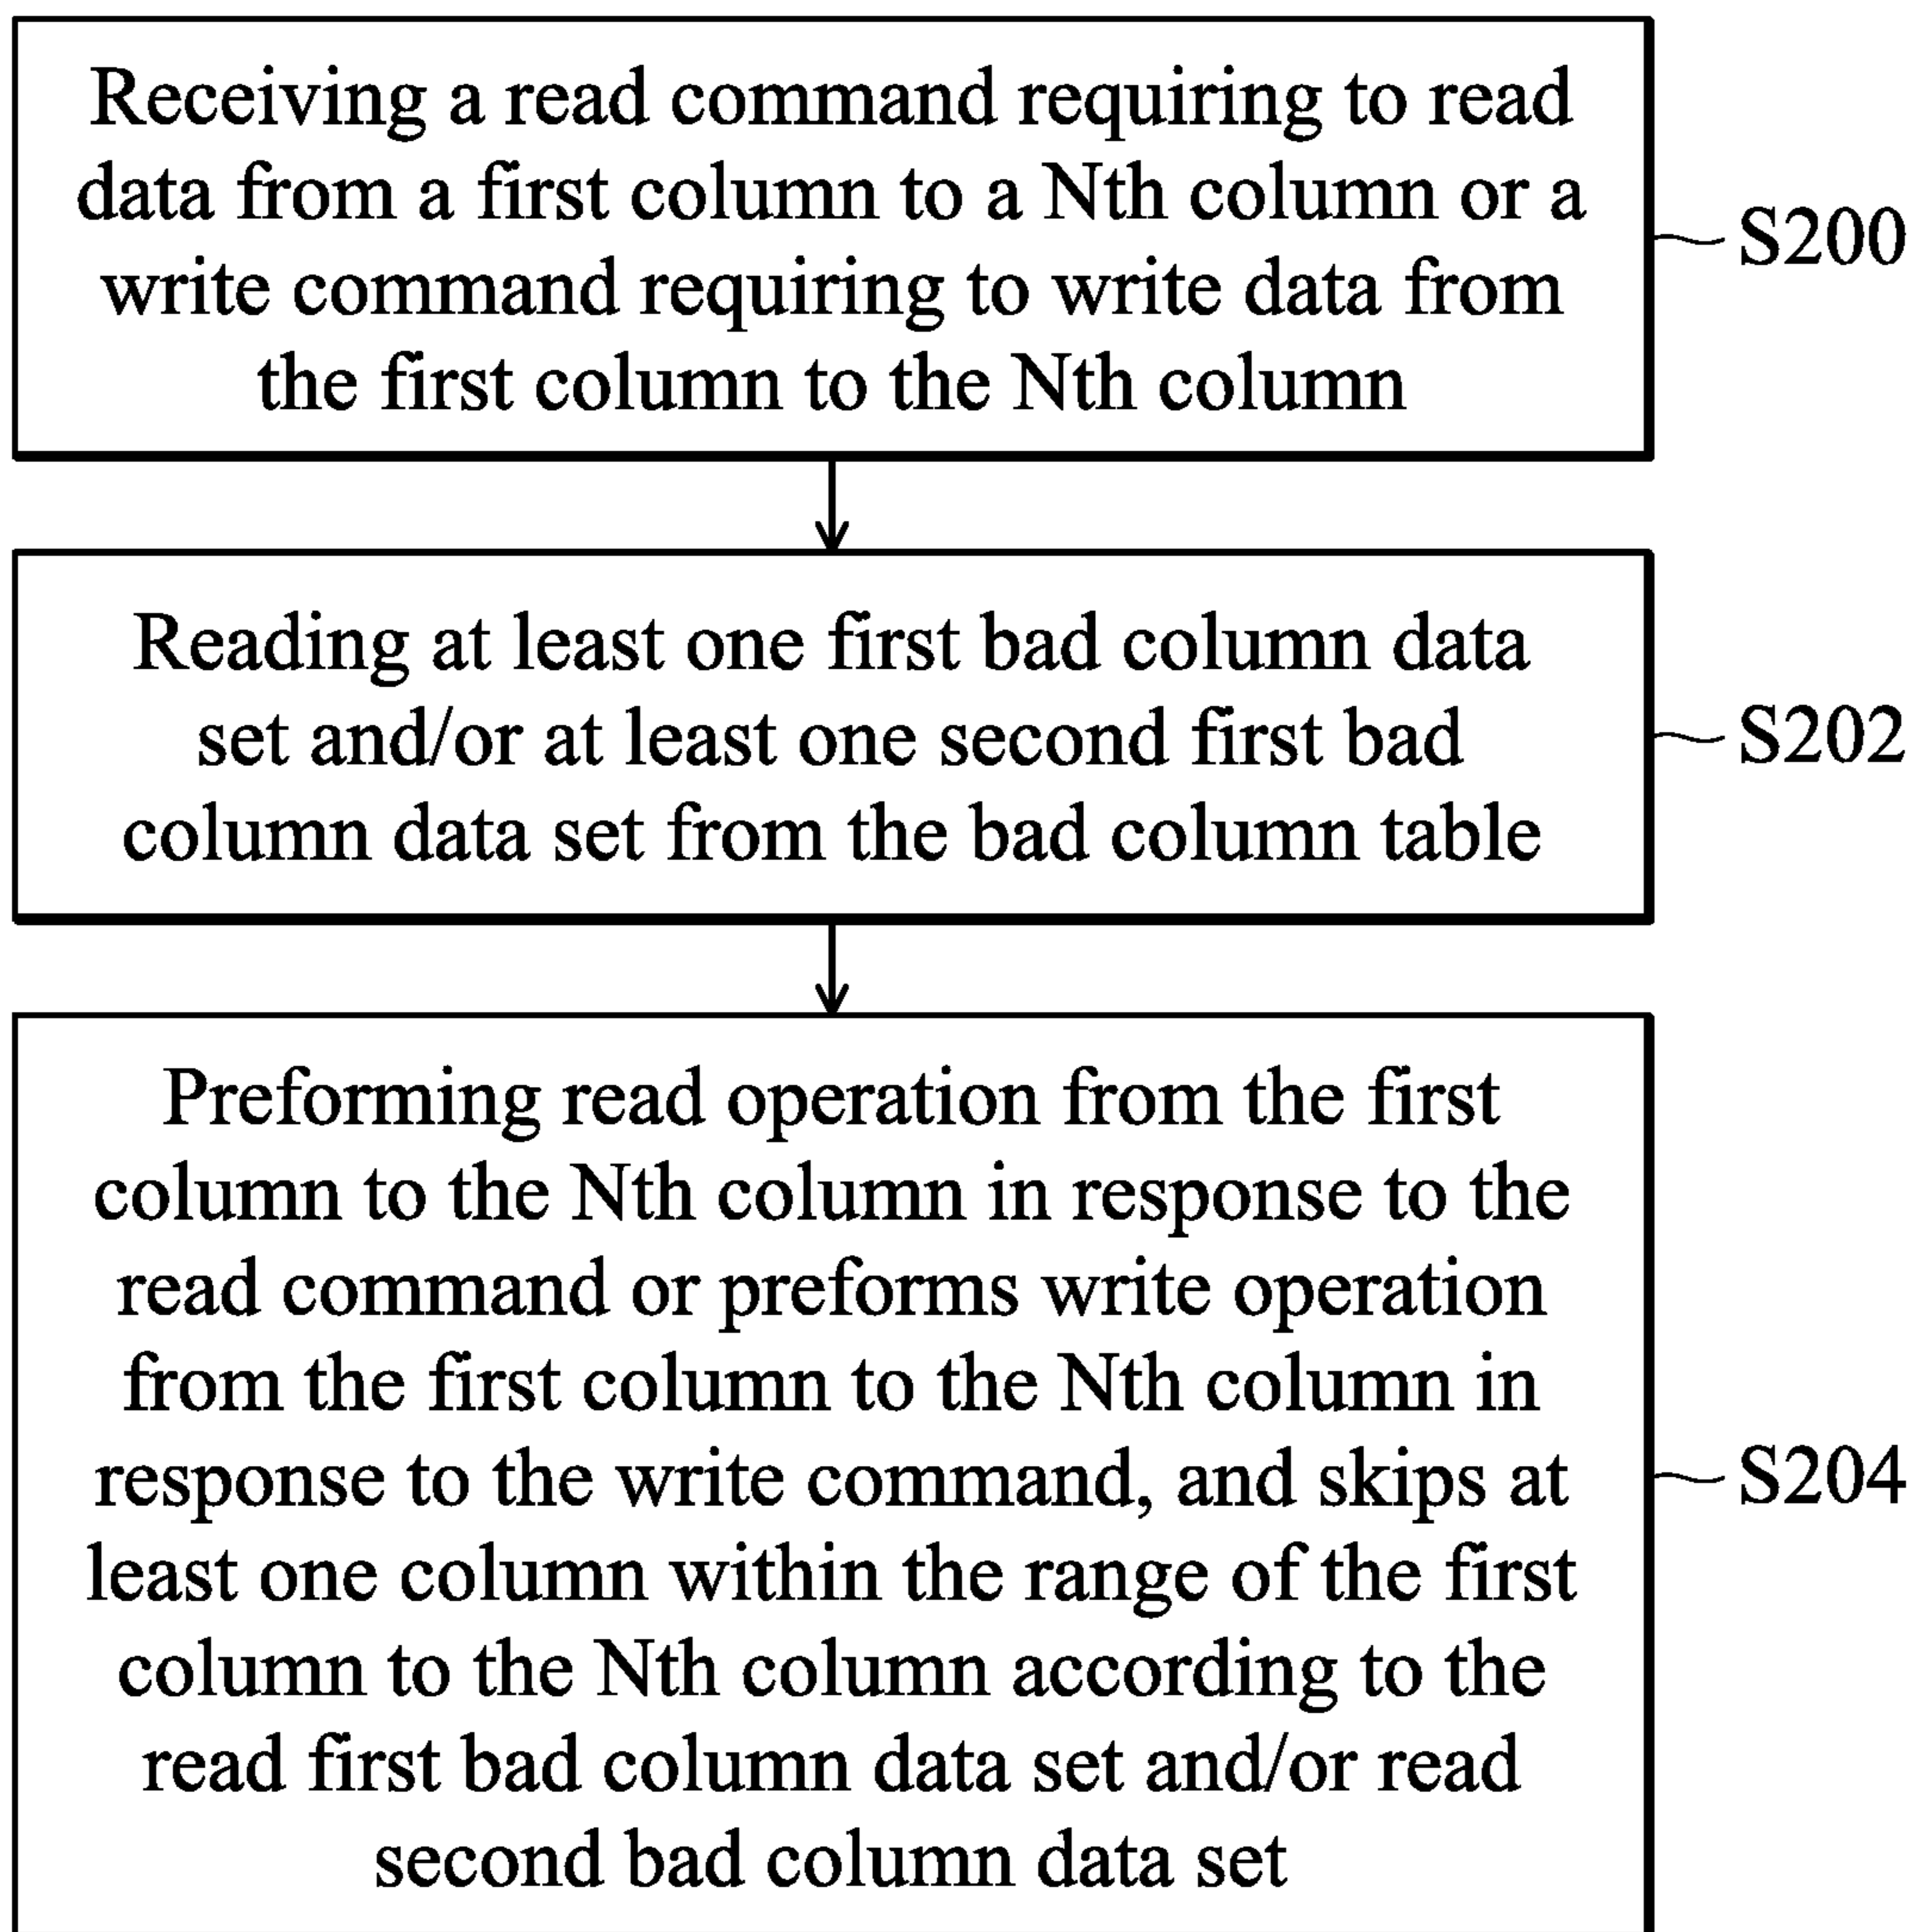 Receiving a read command requiring to read
data from a first column to a Nth column or a
write command requiring to write data from
the first column to the Nth column
S200
Reading at least one first bad column data
set and/or at least one second first bad
column data set from the bad column table
S202
Preforming read operation from the first
column to the Nth column in response to the
read command or preforms write operation
from the first column to the Nth column in
response to the write command, and skips at
least one column within the range of the first
column to the Nth column according to the
read first bad column data set and/or read
second bad column data set
S204